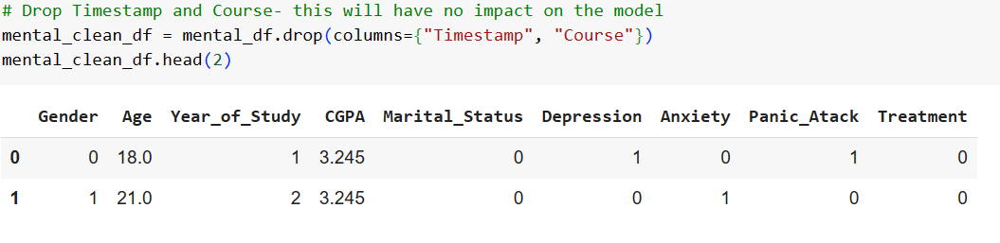 # Drop Timestamp and Course- this will have no impact on the model
mental_clean_df = mental_df.drop(columns={"Timestamp", "Course"})
mental_clean_df.head(2)
Gender Age Year_of_Study CGPA Marital_Status Depression Anxiety Panic_Atack Treatment
0 0 18.0 1 3.245 0 1 0 1 0
1 1 21.0 2 3.245 0 0 1 0 0